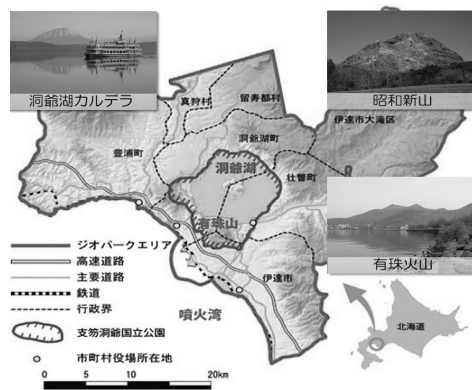 洞爺湖カルデラ
昭和新山
真狩村
留寿都村
伊達市大滝区
洞爺湖町
豊浦町
洞爺湖
壮瞥町
有珠山
有珠火山
伊達市
噴火湾
北海道
ジオパークエリア
高速道路
主要道路
鉄道
行政界
支笏洞爺国立公園
市町村役場所在地
0 10 20km